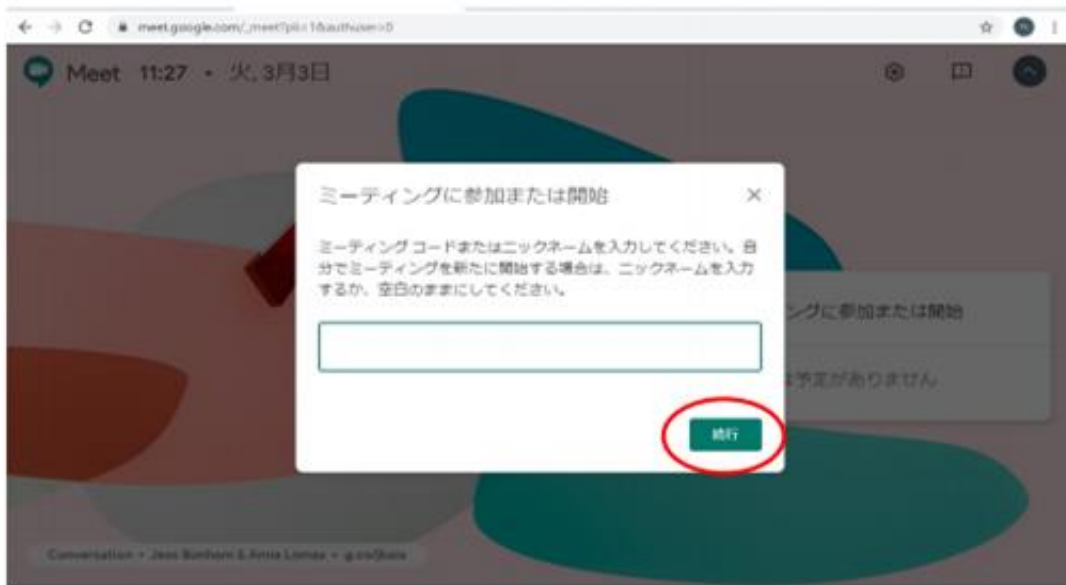 meet.google.com/_meet?pli=1&authuser=0
Meet 11:27 • 火, 3月3日
ミーティングに参加または開始
ミーティング コードまたはニックネームを入力してください。自
分でミーティングを新たに開始する場合は、ニックネームを入力
するか、空白のままにしてください。
ングに参加または開始
は予定がありません
続行
Conversation • Jess Bonham & Anna Lomax •